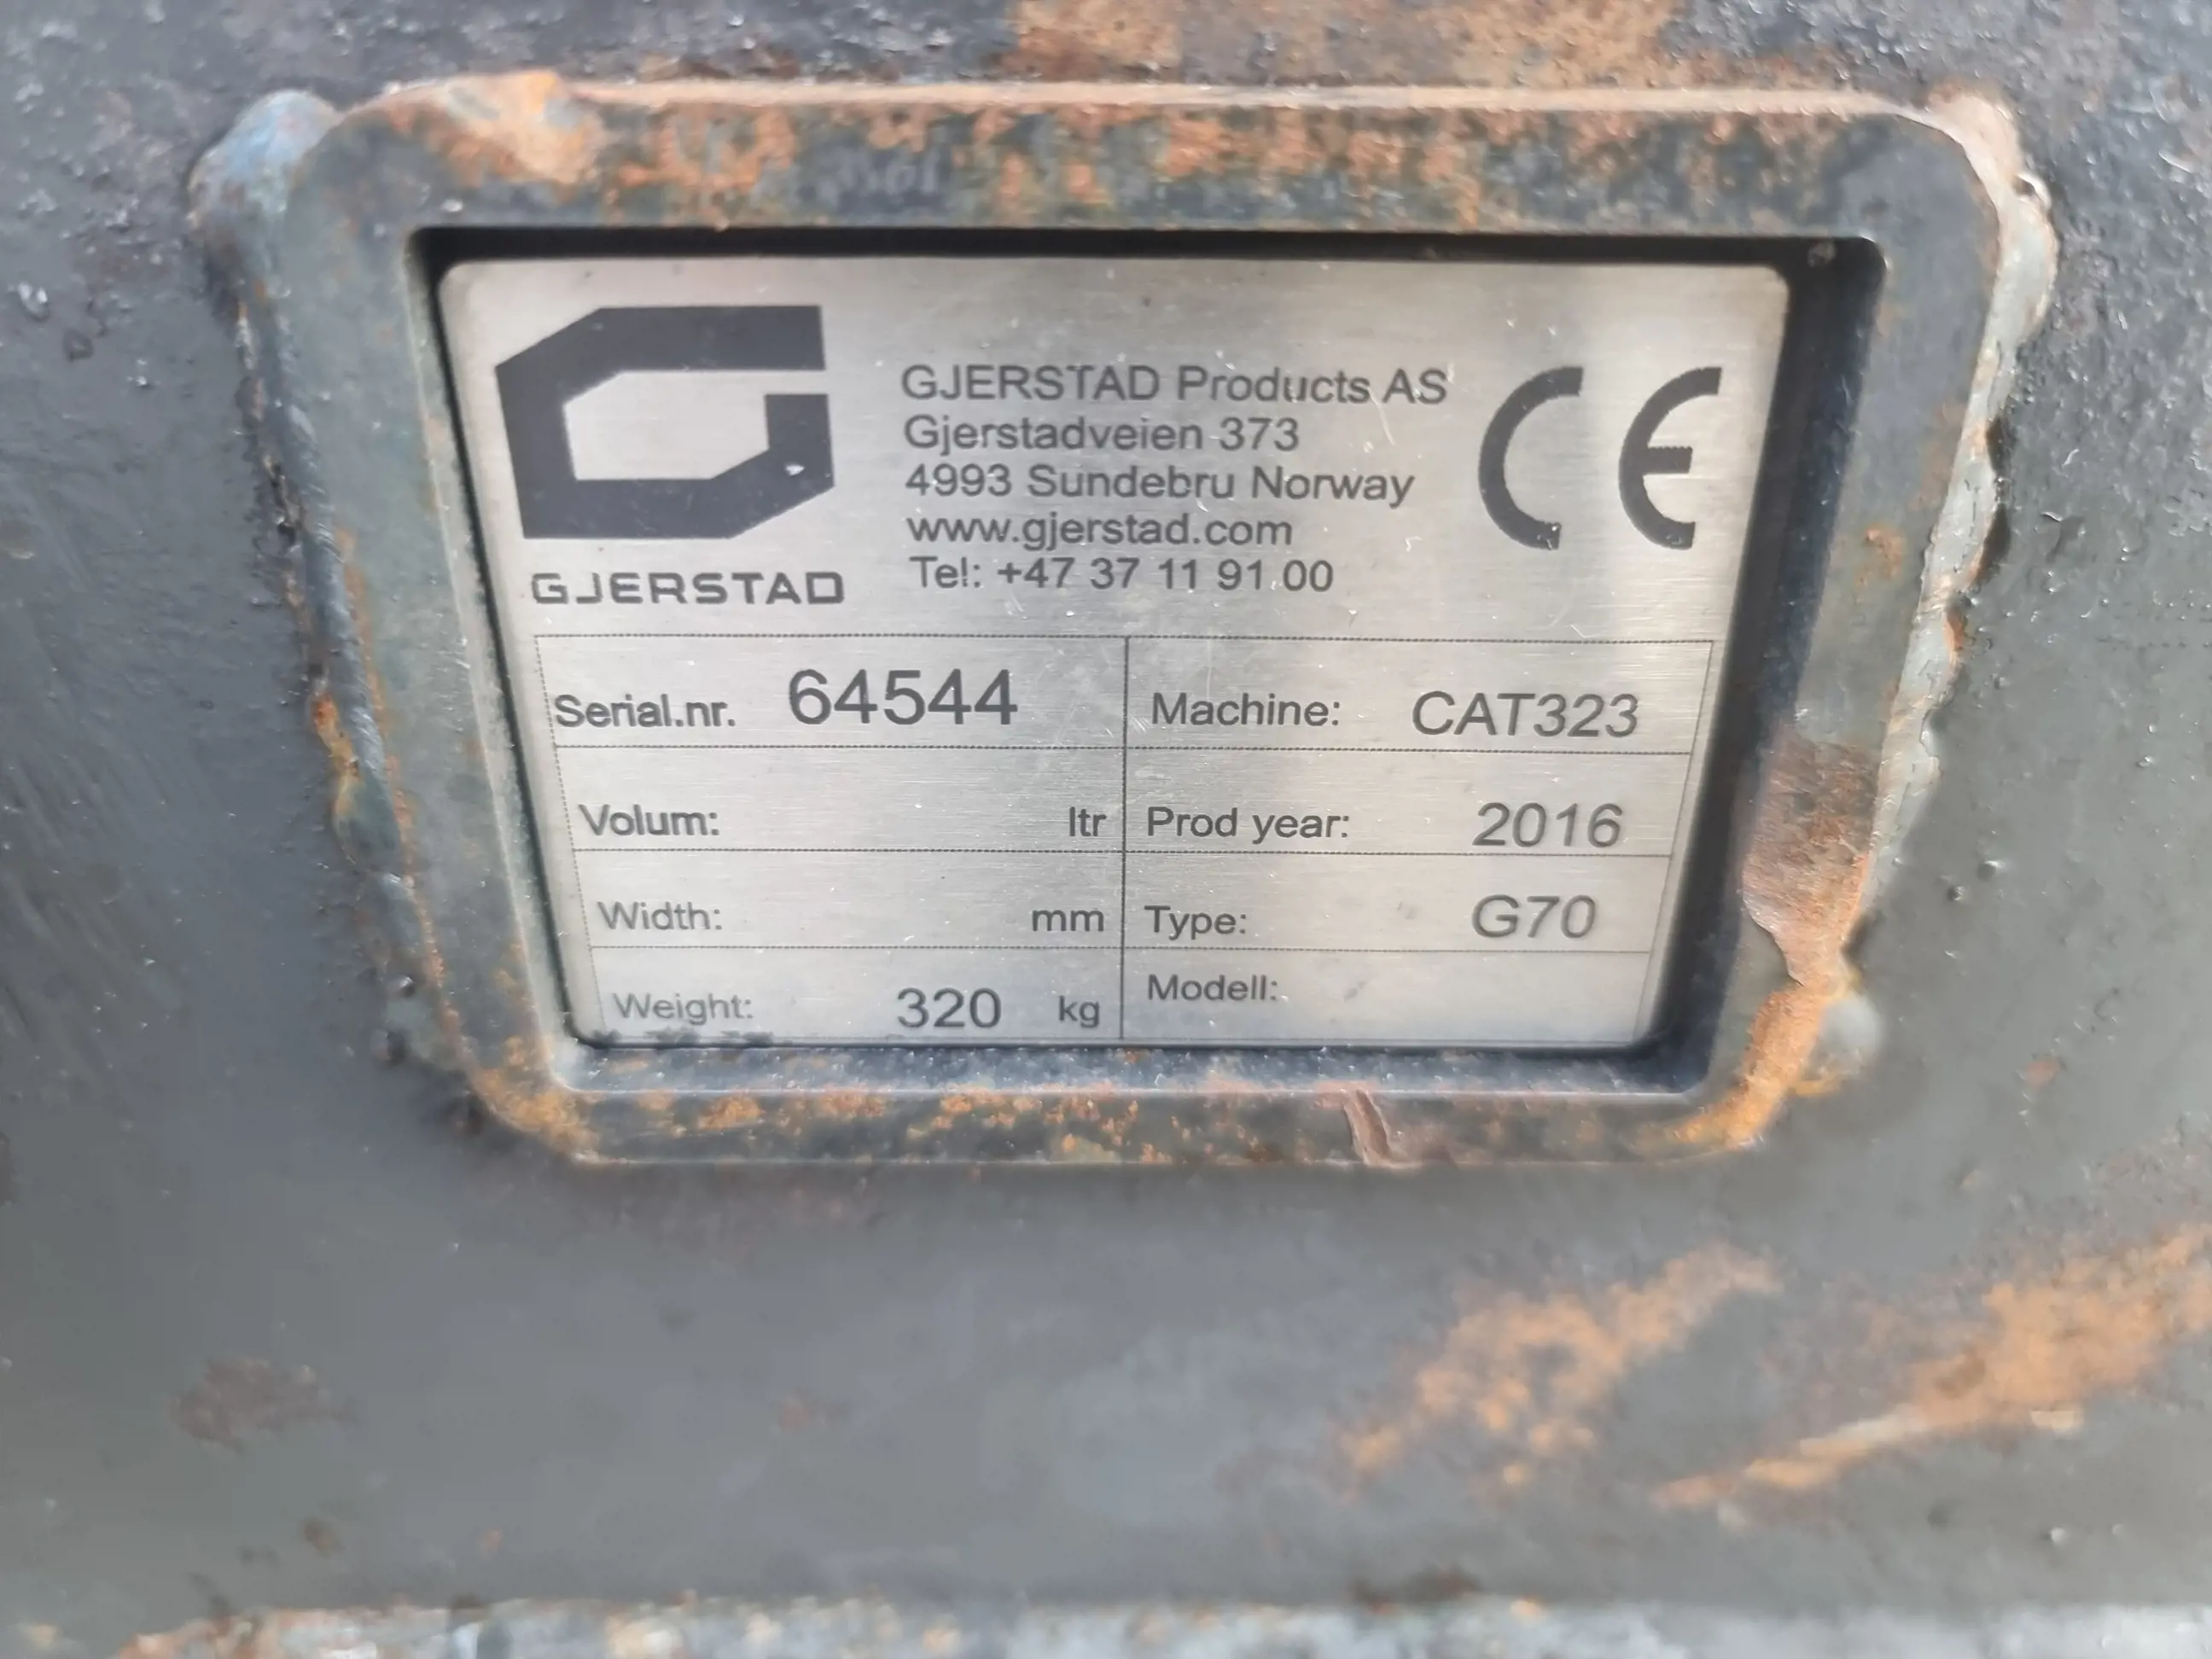 GJERSTAD
GJERSTAD Products AS
Gjerstadveien 373
4993 Sundebru Norway
www.gjerstad.com
Tel: +47 37 11 91 00
CE
Serial.nr. 64544 Machine: CAT323
Volum: ltr Prod year: 2016
Width: mm Type: G70
Weight: 320 kg Modell: